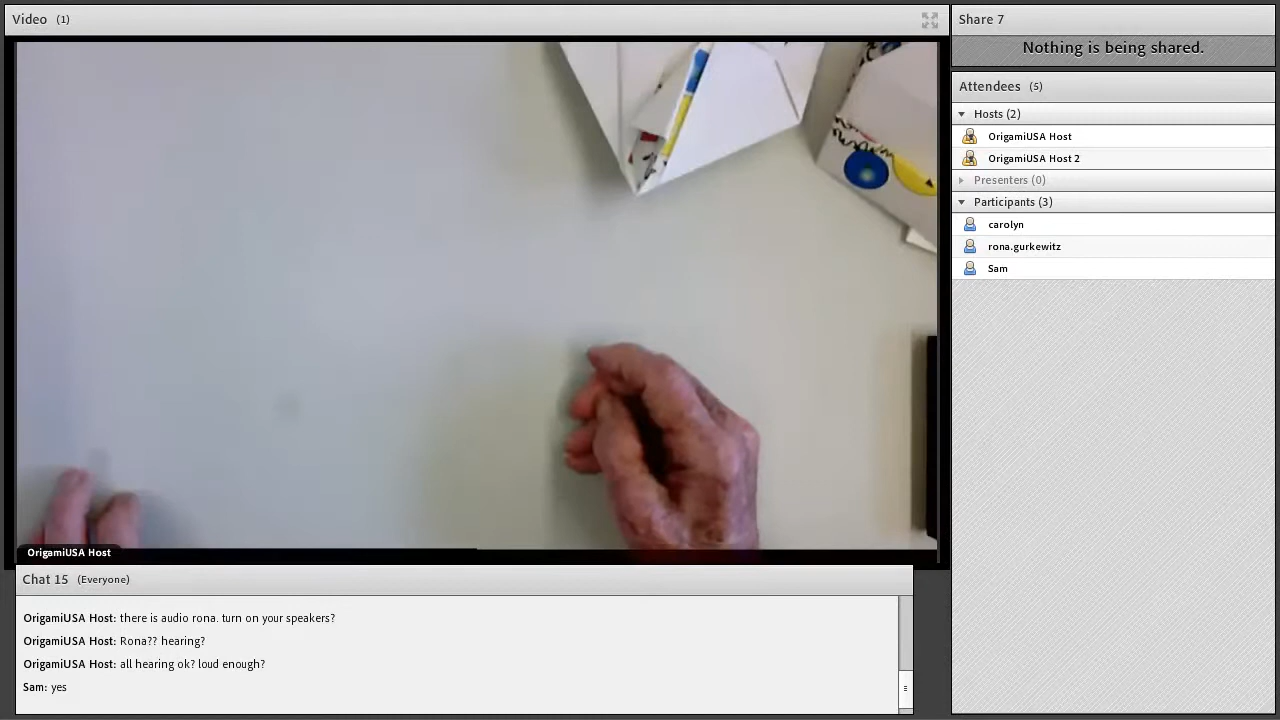 Video (1)
OrigamiUSA Host
Chat 15 (Everyone)
OrigamiUSA Host: there is audio rona. turn on your speakers?
OrigamiUSA Host: Rona?? hearing?
OrigamiUSA Host: all hearing ok? loud enough?
Sam: yes
Share 7
Nothing is being shared.
Attendees (5)
Hosts (2)
OrigamiUSA Host
OrigamiUSA Host 2
Presenters (0)
Participants (3)
carolyn
rona.gurkewitz
Sam